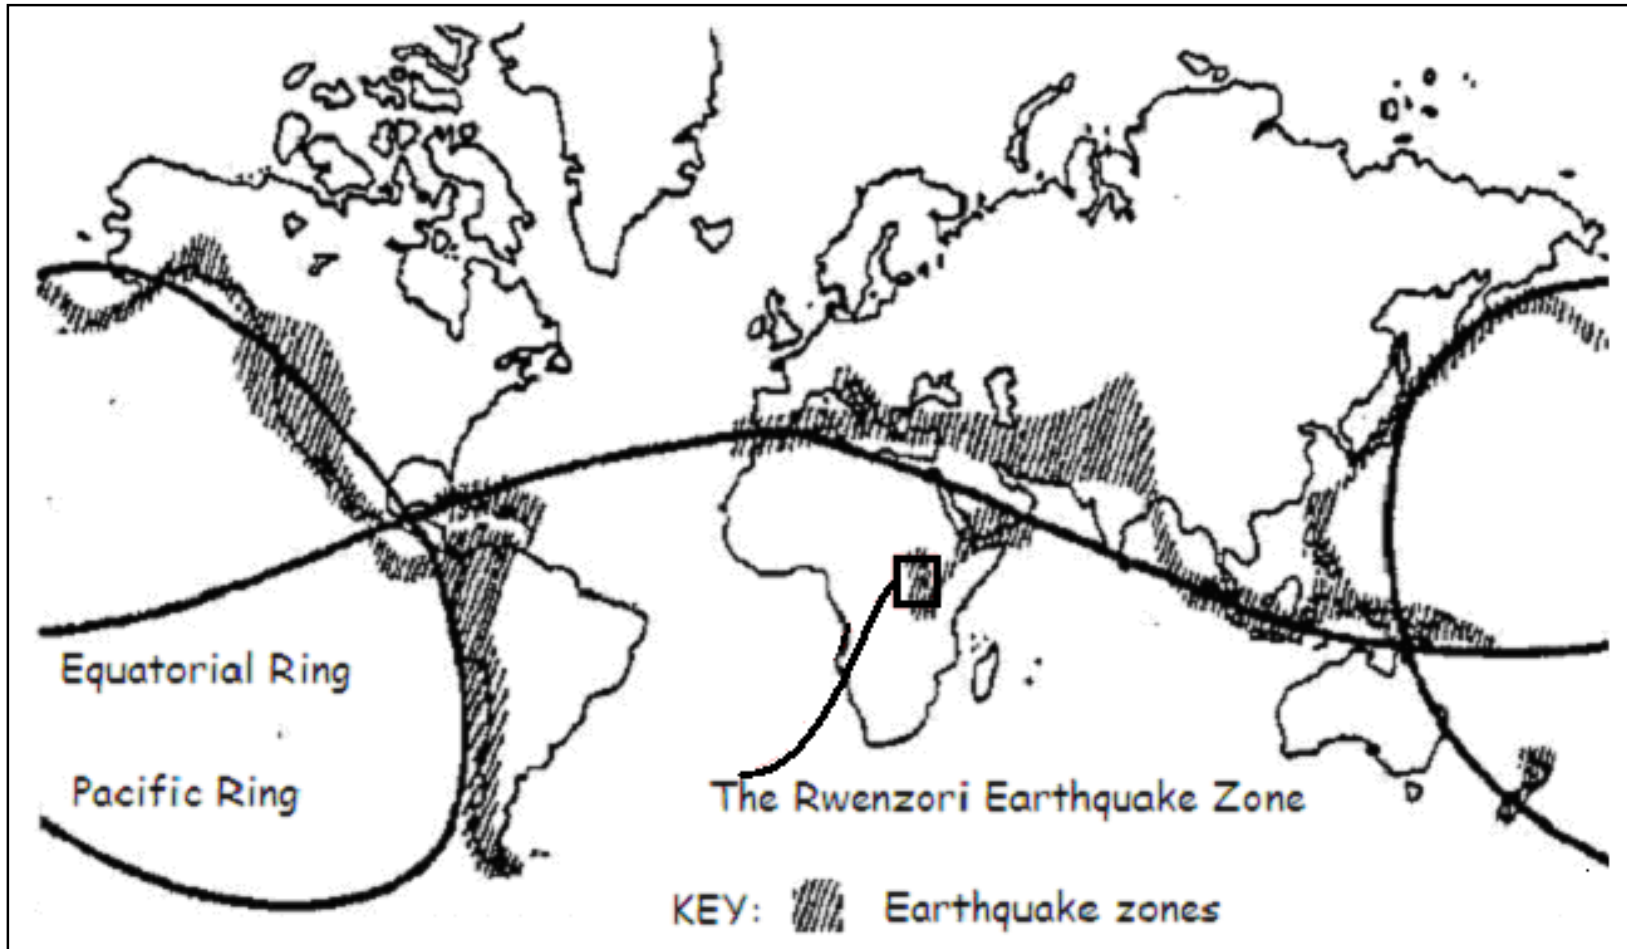 Equatorial Ring
Pacific Ring
The Rwenzori Earthquake Zone
KEY: Earthquake zones